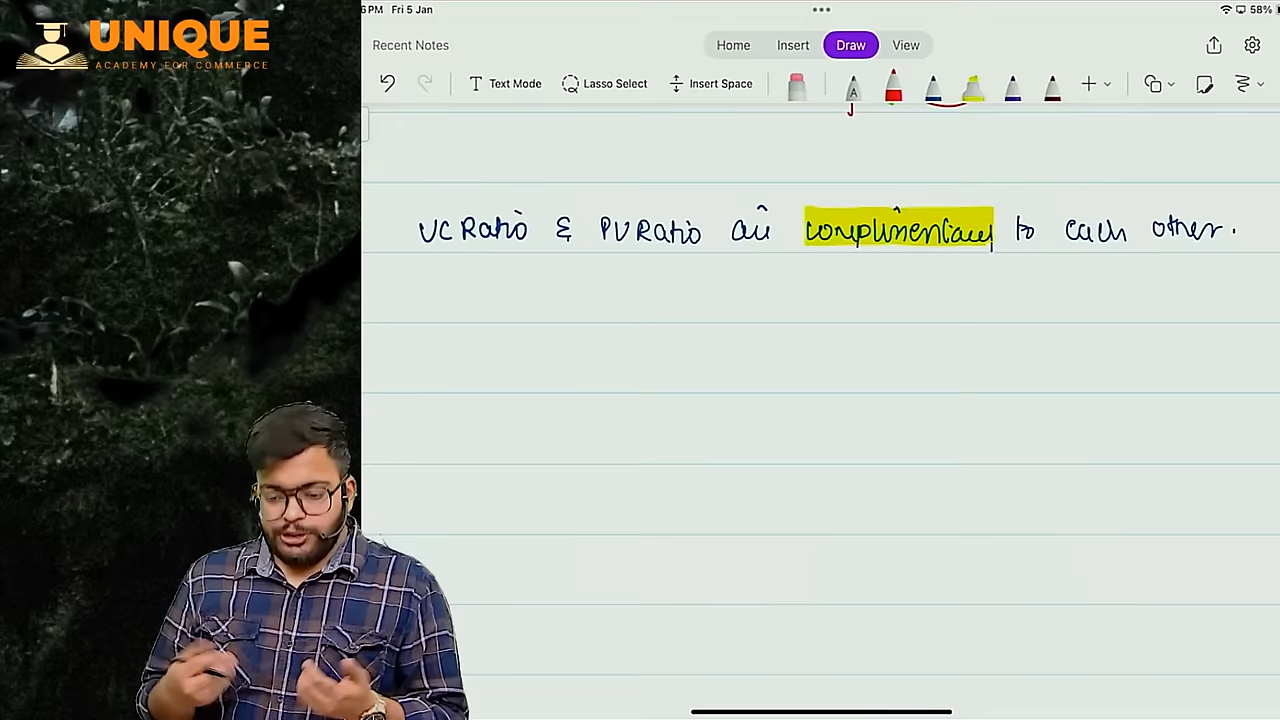 UNIQUE
ACADEMY FOR COMMERCE
6 PM Fri 5 Jan
58%
Recent Notes
Home Insert Draw View
Text Mode Lasso Select Insert Space
A
VC Ratio & PV Ratio are complimentary to each other.